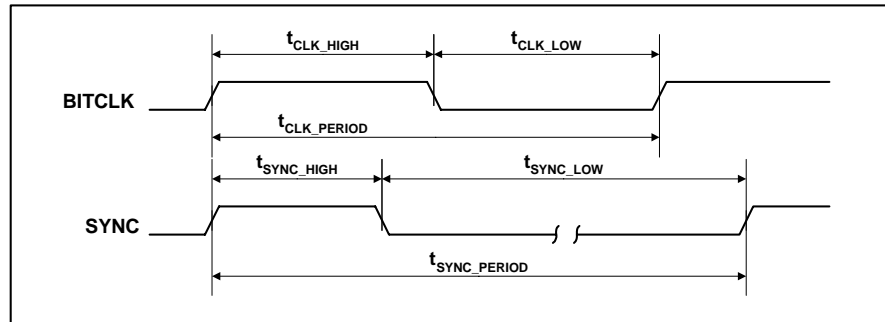 tCLK_HIGH tCLK_LOW
BITCLK
tCLK_PERIOD
tSYNC_HIGH tSYNC_LOW
SYNC
tSYNC_PERIOD